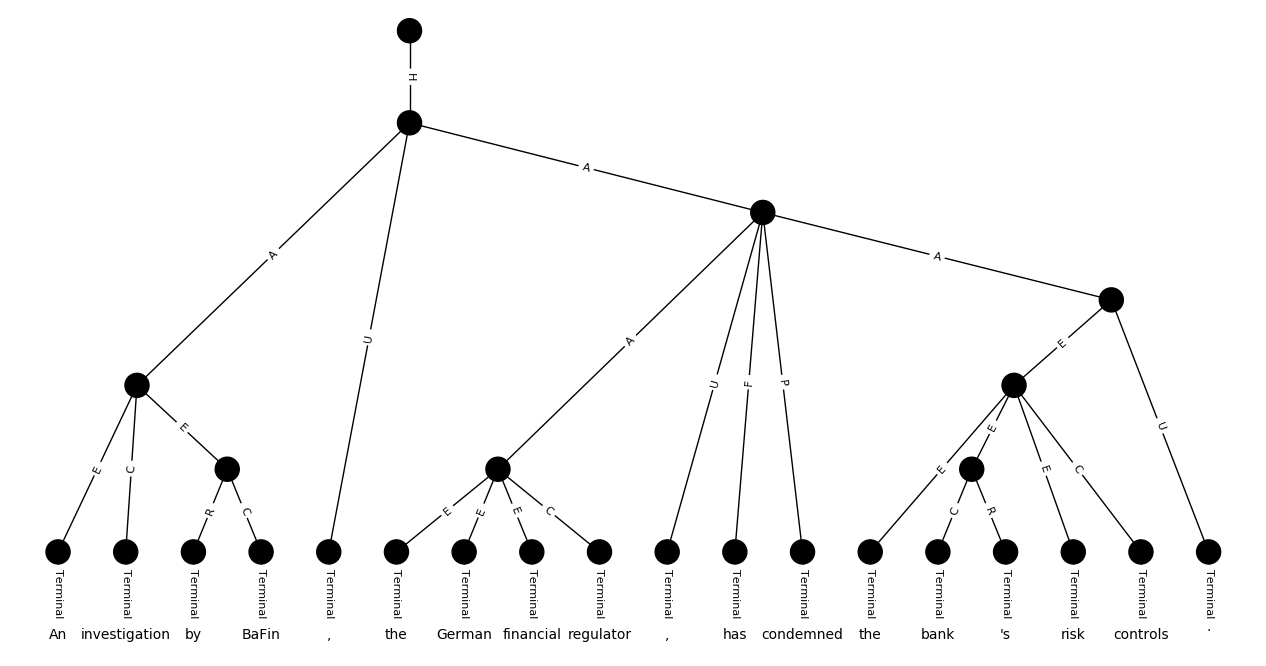 H
A
A
A
U
A
E
E
U
F
P
U
E
E
C
E
E
E
C
E
E
E
C
R
C
C
R
Terminal Terminal Terminal Terminal Terminal Terminal Terminal Terminal Terminal Terminal Terminal Terminal Terminal Terminal Terminal Terminal Terminal Terminal
An investigation by BaFin , the German financial regulator , has condemned the bank 's risk controls .